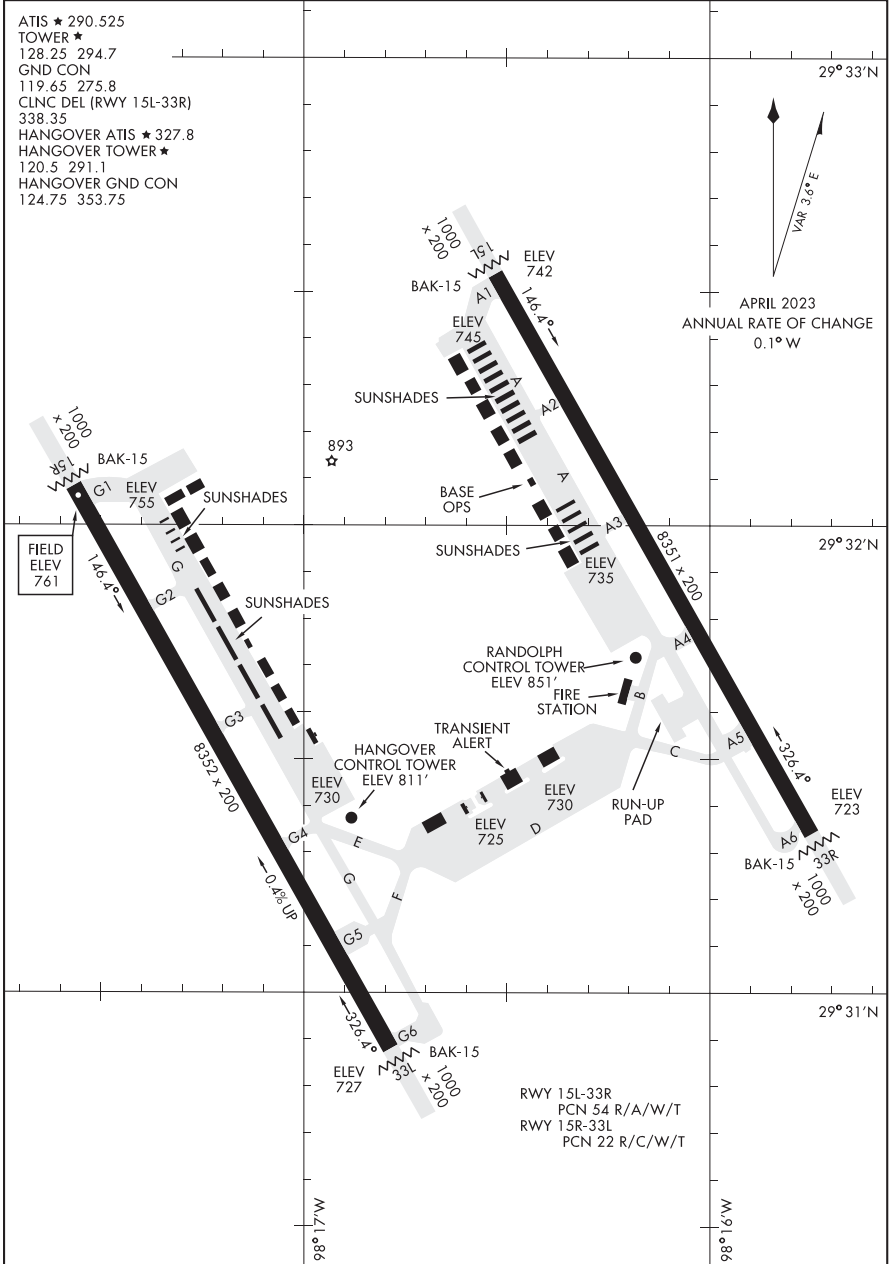 ATIS ★ 290.525
TOWER ★
128.25 294.7
GND CON
119.65 275.8
CLNC DEL (RWY 15L-33R)
338.35
HANGOVER ATIS ★ 327.8
HANGOVER TOWER ★
120.5 291.1
HANGOVER GND CON
124.75 353.75
29° 33'N
VAR 3.6° E
APRIL 2023
ANNUAL RATE OF CHANGE
0.1° W
1000
x 200
15L
ELEV
742
BAK-15
A1
146.4°
ELEV
745
A
SUNSHADES
A2
893
1000
x 200
15R
BAK-15
G1
ELEV
755
SUNSHADES
A
BASE
OPS
A3
SUNSHADES
ELEV
735
8351 x 200
29° 32'N
FIELD
ELEV
761
146.4°
G
G2
SUNSHADES
A4
RANDOLPH
CONTROL TOWER
ELEV 851'
FIRE
STATION
B
G3
8352 x 200
TRANSIENT
ALERT
HANGOVER
CONTROL TOWER
ELEV 811'
C
A5
326.4°
ELEV
730
ELEV
730
ELEV
725
D
RUN-UP
PAD
ELEV
723
A6
33R
BAK-15
1000
x 200
G4
E
G
F
0.4% UP
G5
29° 31'N
326.4°
G6
BAK-15
33L
ELEV
727
1000
x 200
RWY 15L-33R
PCN 54 R/A/W/T
RWY 15R-33L
PCN 22 R/C/W/T
98° 17'W
98° 16'W